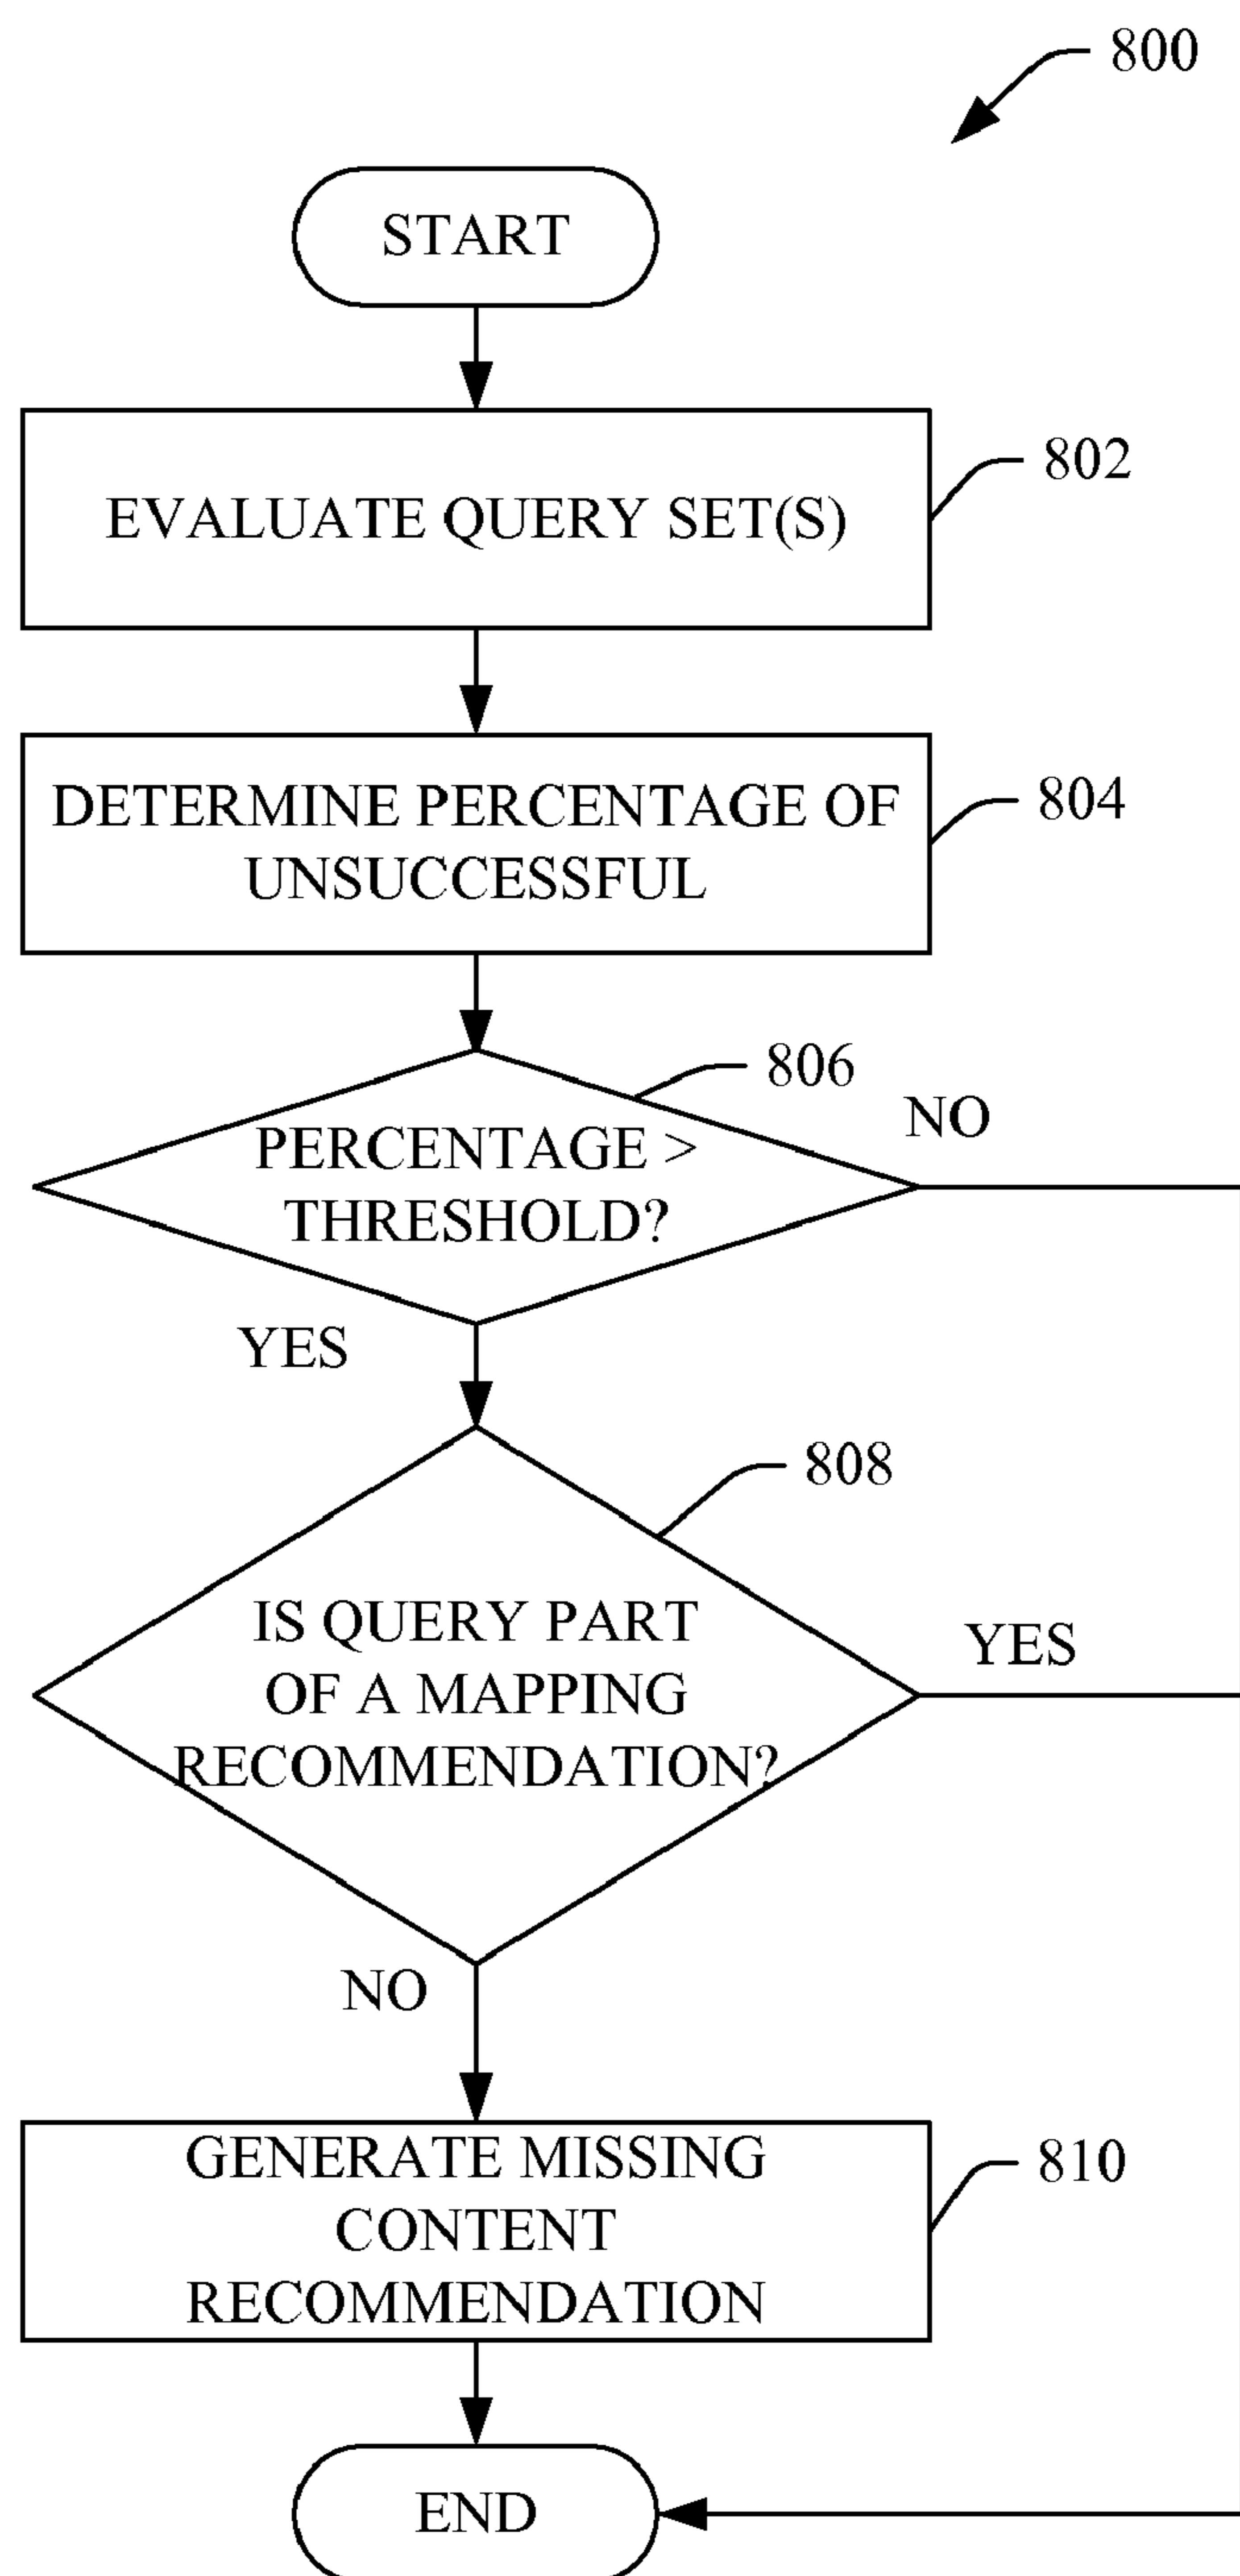 800
START
802
EVALUATE QUERY SET(S)
804
DETERMINE PERCENTAGE OF
UNSUCCESSFUL
806
NO
PERCENTAGE >
THRESHOLD?
YES
808
IS QUERY PART
OF A MAPPING
RECOMMENDATION?
YES
NO
GENERATE MISSING
CONTENT
RECOMMENDATION
810
END